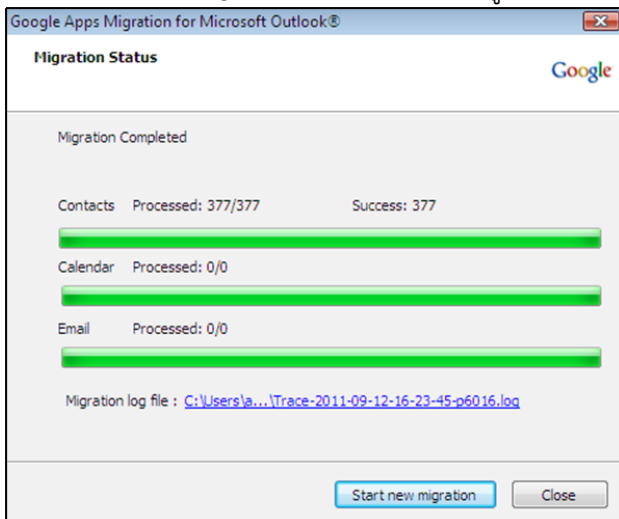 Google Apps Migration for Microsoft Outlook®
Migration Status
Google
Migration Completed
Contacts Processed: 377/377 Success: 377
Calendar Processed: 0/0
Email Processed: 0/0
Migration log file : C:\Users\a...\Trace-2011-09-12-16-23-45-p6016.log
Start new migration Close